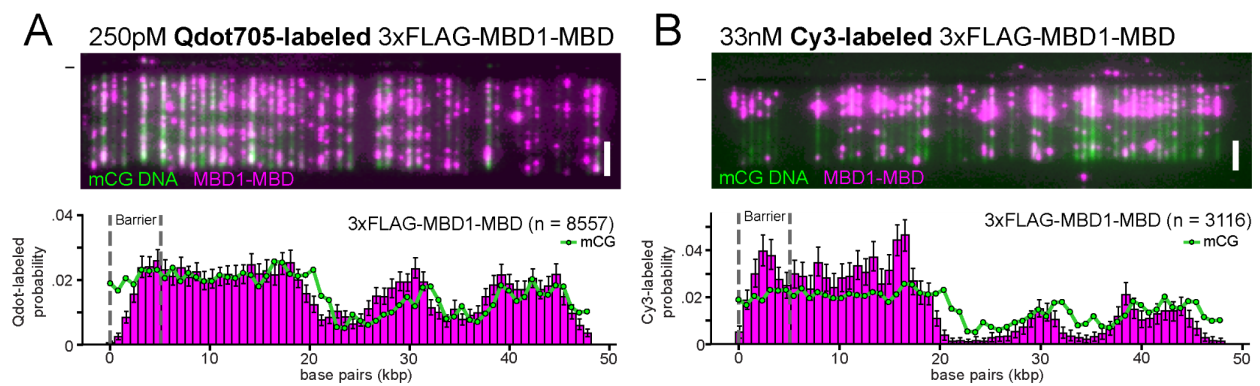 A
250pM Qdot705-labeled 3xFLAG-MBD1-MBD
mCG DNA MBD1-MBD
Barrier
3xFLAG-MBD1-MBD (n = 8557)
mCG
Qdot-labeled
probability
.04
.02
0
0 10 20 30 40 50
base pairs (kbp)
B
33nM Cy3-labeled 3xFLAG-MBD1-MBD
mCG DNA MBD1-MBD
Barrier
3xFLAG-MBD1-MBD (n = 3116)
mCG
Cy3-labeled
probability
.04
.02
0
0 10 20 30 40 50
base pairs (kbp)